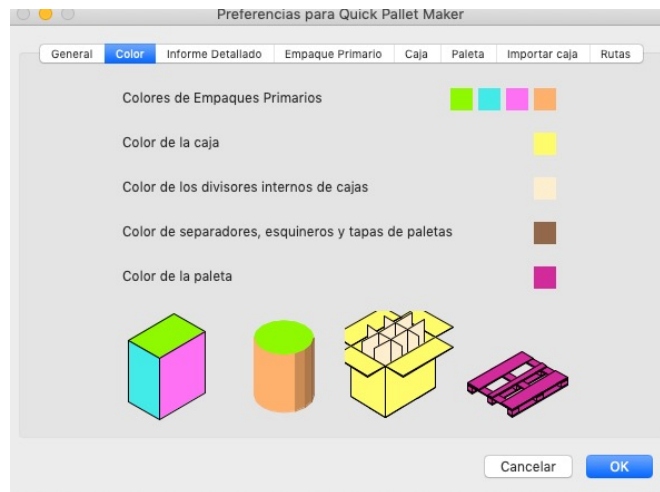 Preferencias para Quick Pallet Maker
General Color Informe Detallado Empaque Primario Caja Paleta Importar caja Rutas
Colores de Empaques Primarios
Color de la caja
Color de los divisores internos de cajas
Color de separadores, esquineros y tapas de paletas
Color de la paleta
Cancelar OK